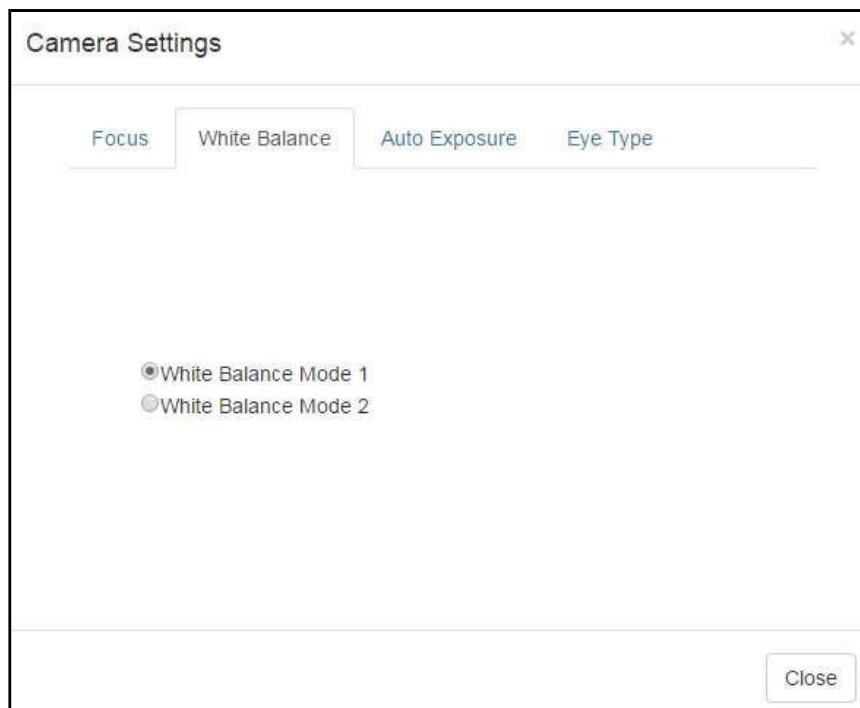 Camera Settings ×
Focus White Balance Auto Exposure Eye Type
White Balance Mode 1
White Balance Mode 2
Close